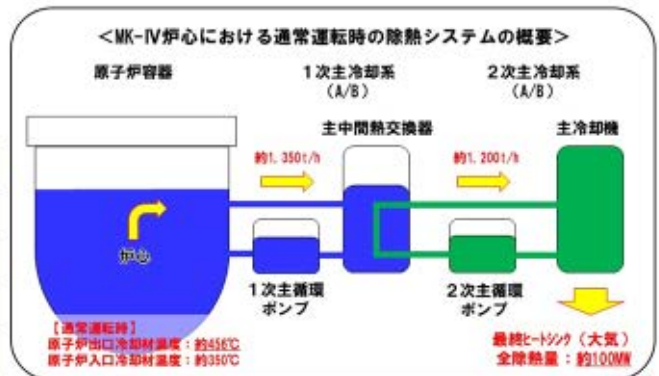 <MK-Ⅳ炉心における通常運転時の除熱システムの概要>
原子炉容器
1次主冷却系
(A/B)
2次主冷却系
(A/B)
主中間熱交換器
主冷却機
約1,350t/h
約1,200t/h
炉心
1次主循環
ポンプ
2次主循環
ポンプ
【通常運転時】
原子炉出口冷却材温度:約456℃
原子炉入口冷却材温度:約350℃
最終ヒートシンク(大気)
全除熱量:約100MW